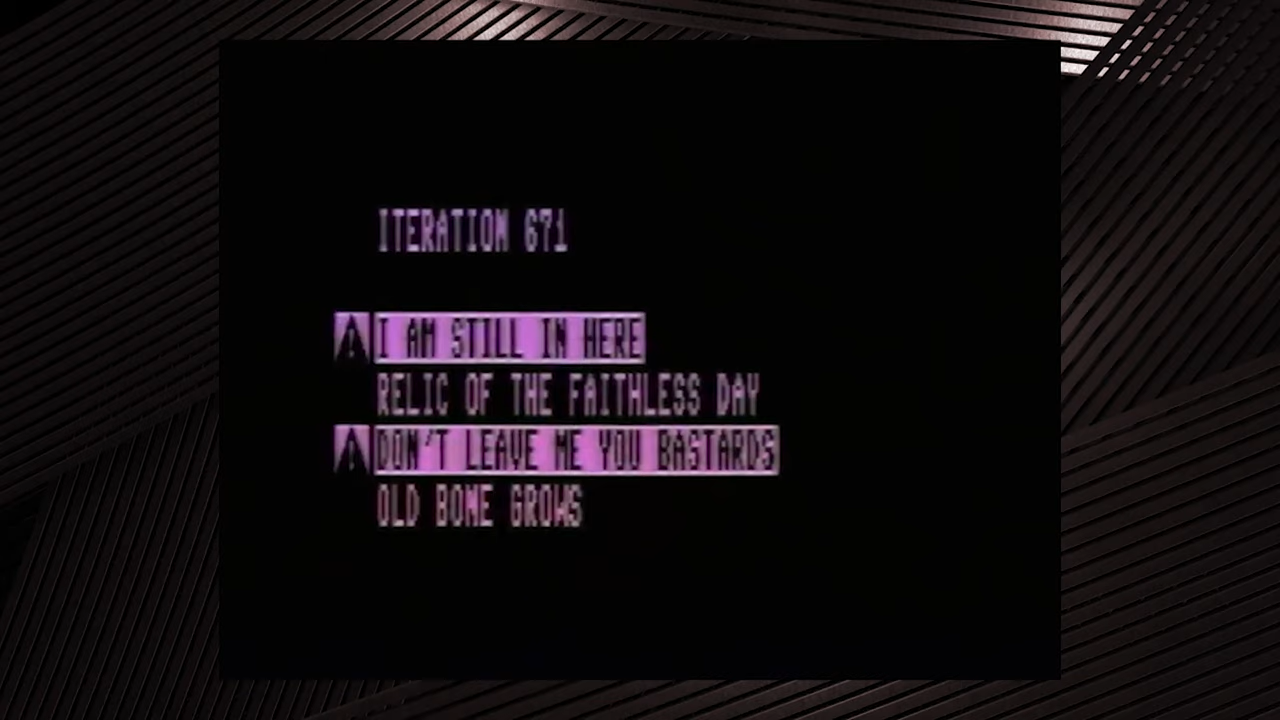 ITERATION 671
I AM STILL IN HERE
RELIC OF THE FAITHLESS DAY
DON'T LEAVE ME YOU BASTARDS
OLD BONE GROWS